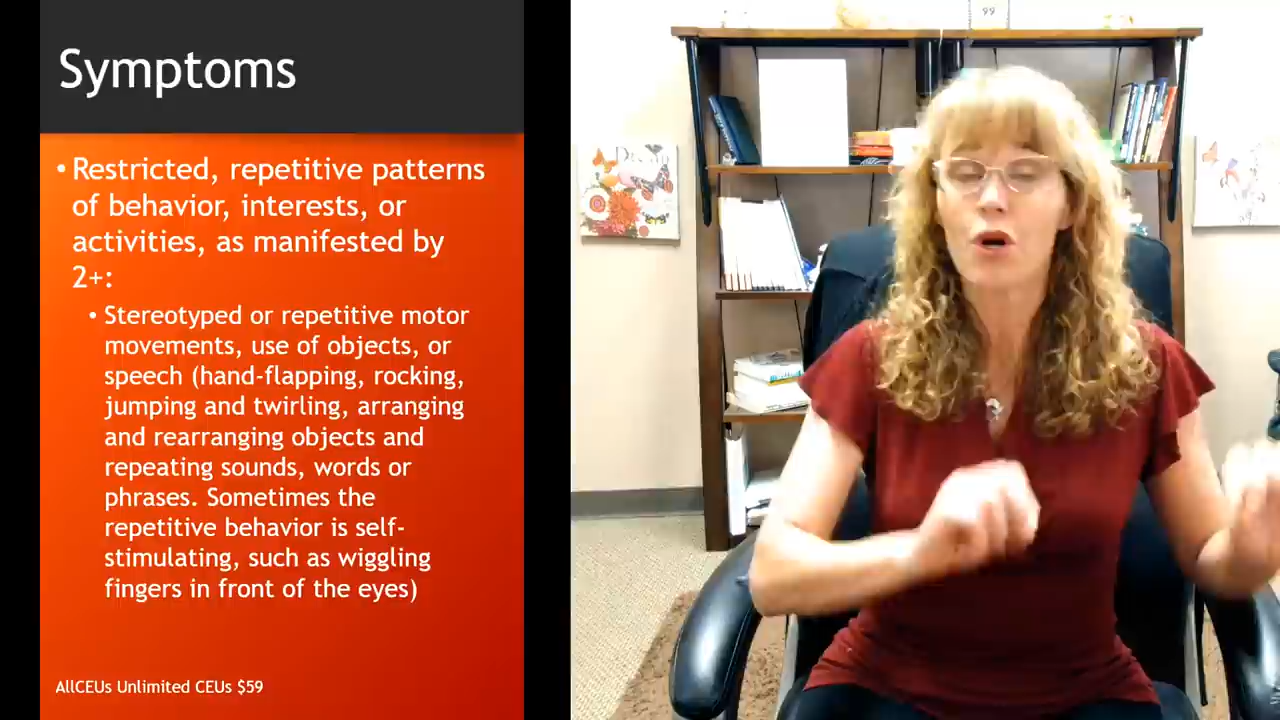 Symptoms
• Restricted, repetitive patterns
of behavior, interests, or
activities, as manifested by
2+:
• Stereotyped or repetitive motor
movements, use of objects, or
speech (hand-flapping, rocking,
jumping and twirling, arranging
and rearranging objects and
repeating sounds, words or
phrases. Sometimes the
repetitive behavior is self-
stimulating, such as wiggling
fingers in front of the eyes)
AllCEUs Unlimited CEUs $59
99